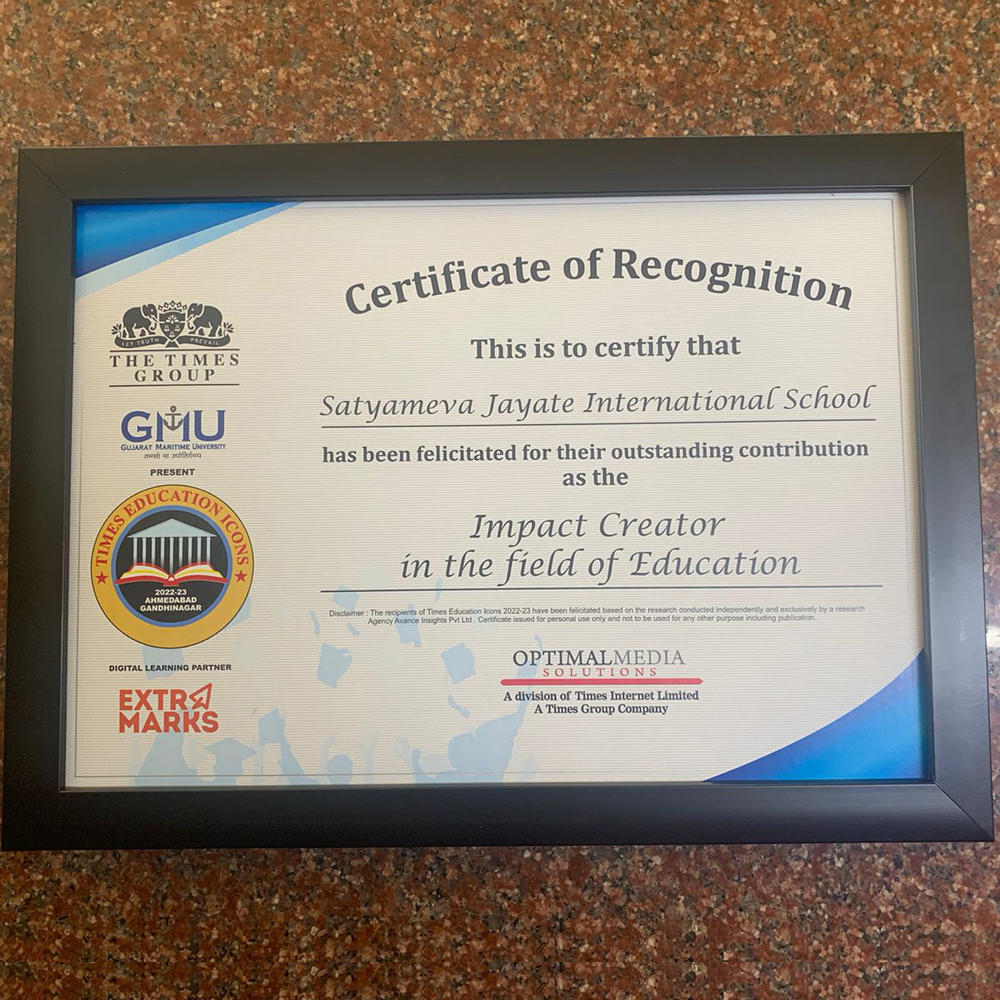 Certificate of Recognition
This is to certify that
Satyameva Jayate International School
has been felicitated for their outstanding contribution
as the
Impact Creator
in the field of Education
Disclaimer : The recipients of Times Education Icons 2022-23 have been felicitated based on the research conducted independently and exclusively by a research
Agency Avance Insights Pvt Ltd . Certificate issued for personal use only and not to be used for any other purpose including publication.
OPTIMALMEDIA
SOLUTIONS
A division of Times Internet Limited
A Times Group Company
LET TRUTH PREVAIL
THE TIMES
GROUP
GMU
GUJARAT MARITIME UNIVERSITY
तमसो मा ज्योतिर्गमय
PRESENT
TIMES EDUCATION ICONS
2022-23
AHMEDABAD
GANDHINAGAR
DIGITAL LEARNING PARTNER
EXTRA
MARKS